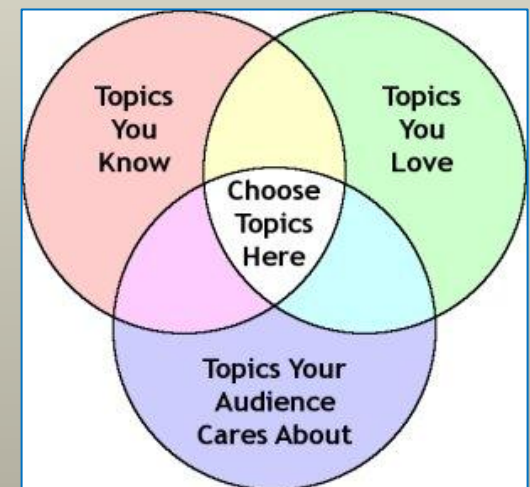 Topics
You
Know
Topics
You
Love
Choose
Topics
Here
Topics Your
Audience
Cares About